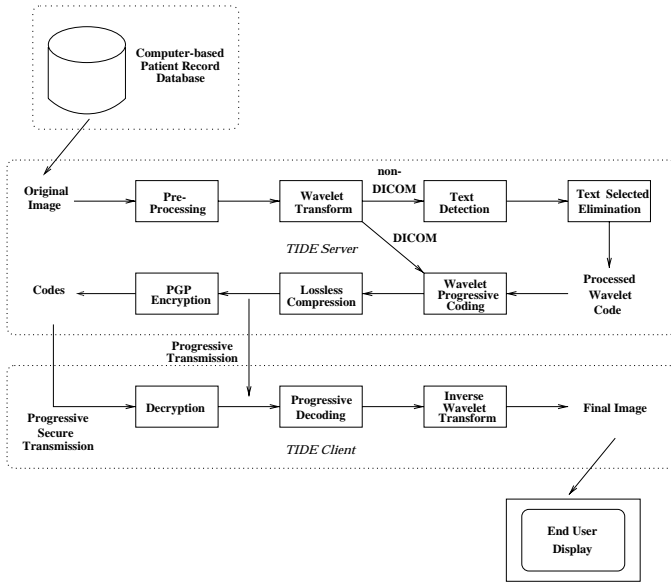 Computer-based
Patient Record
Database
Original
Image
Pre-
Processing
Wavelet
Transform
non-
DICOM
Text
Detection
Text Selected
Elimination
TIDE Server
DICOM
Codes
PGP
Encryption
Lossless
Compression
Wavelet
Progressive
Coding
Processed
Wavelet
Code
Progressive
Transmission
Progressive
Secure
Transmission
Decryption
Progressive
Decoding
Inverse
Wavelet
Transform
Final Image
TIDE Client
End User
Display